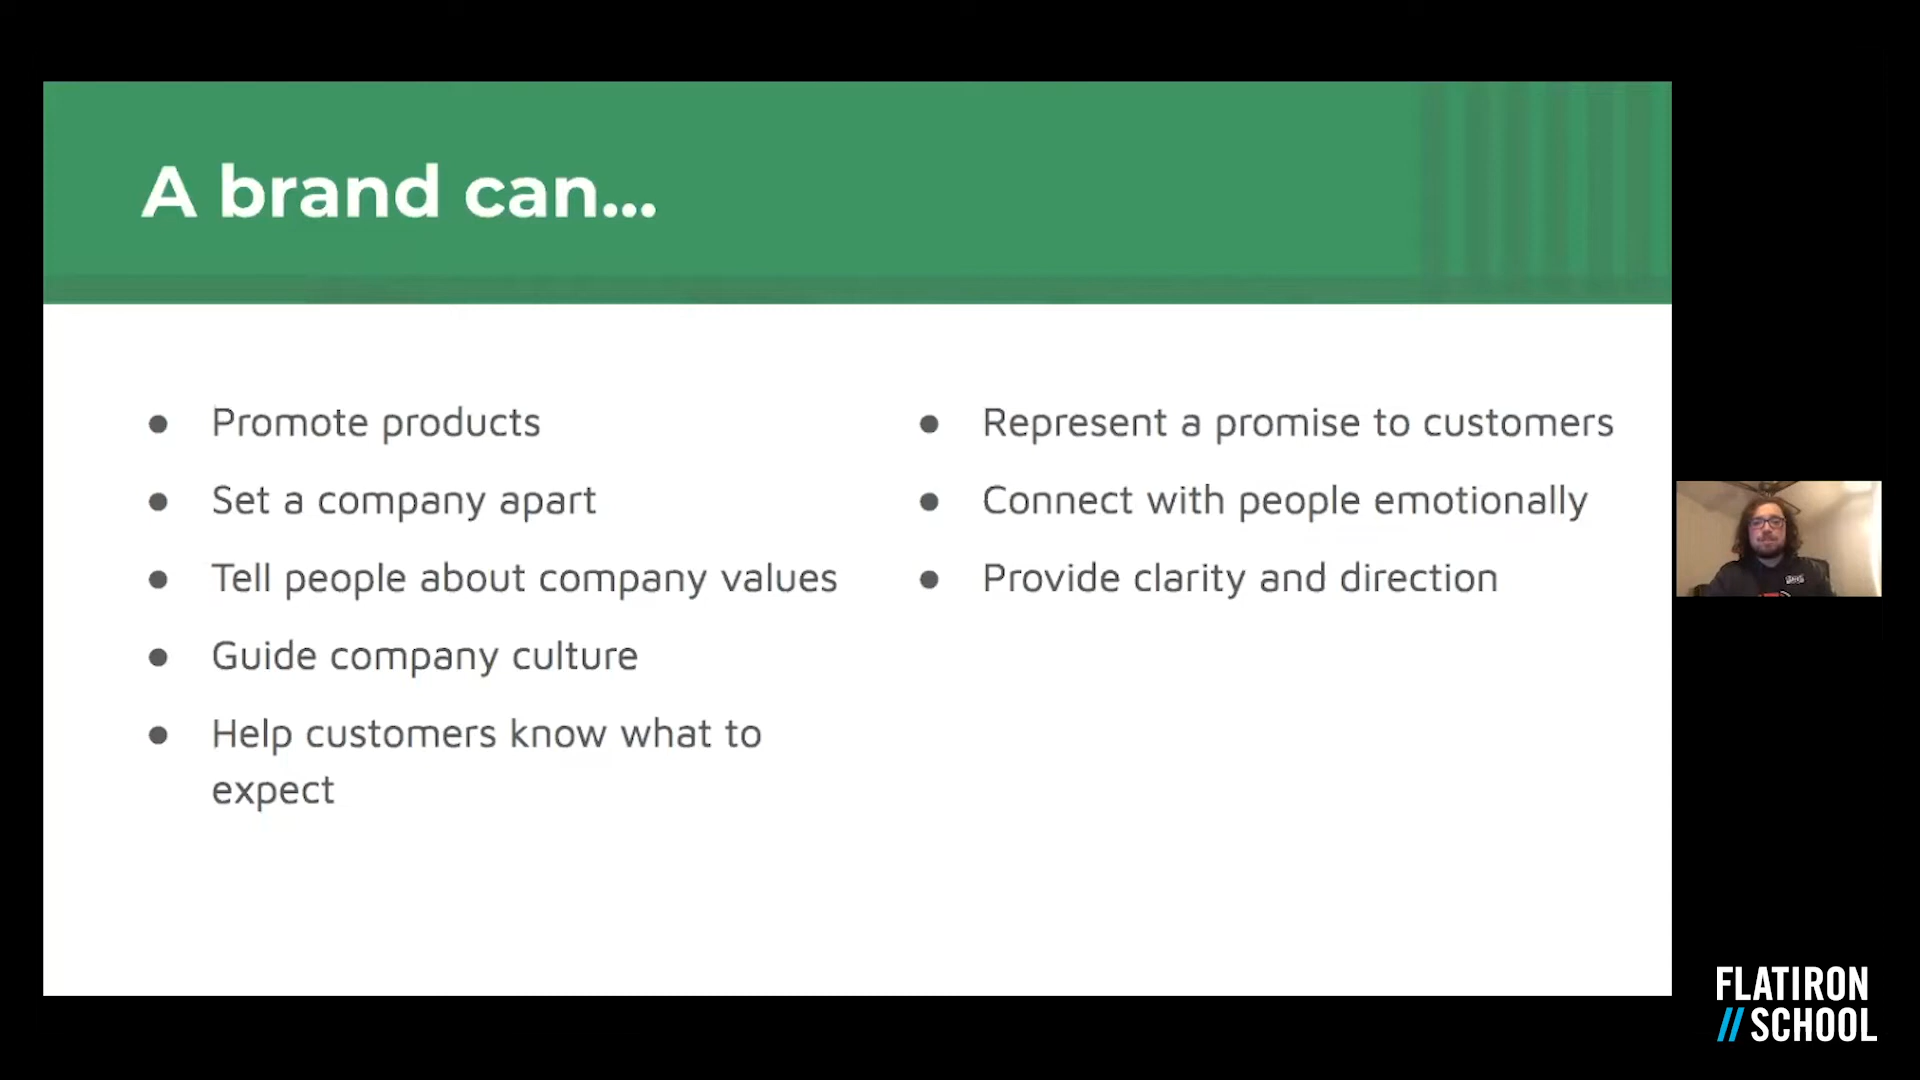 A brand can...
● Promote products
● Set a company apart
● Tell people about company values
● Guide company culture
● Help customers know what to
expect
● Represent a promise to customers
● Connect with people emotionally
● Provide clarity and direction
FLATIRON
// SCHOOL